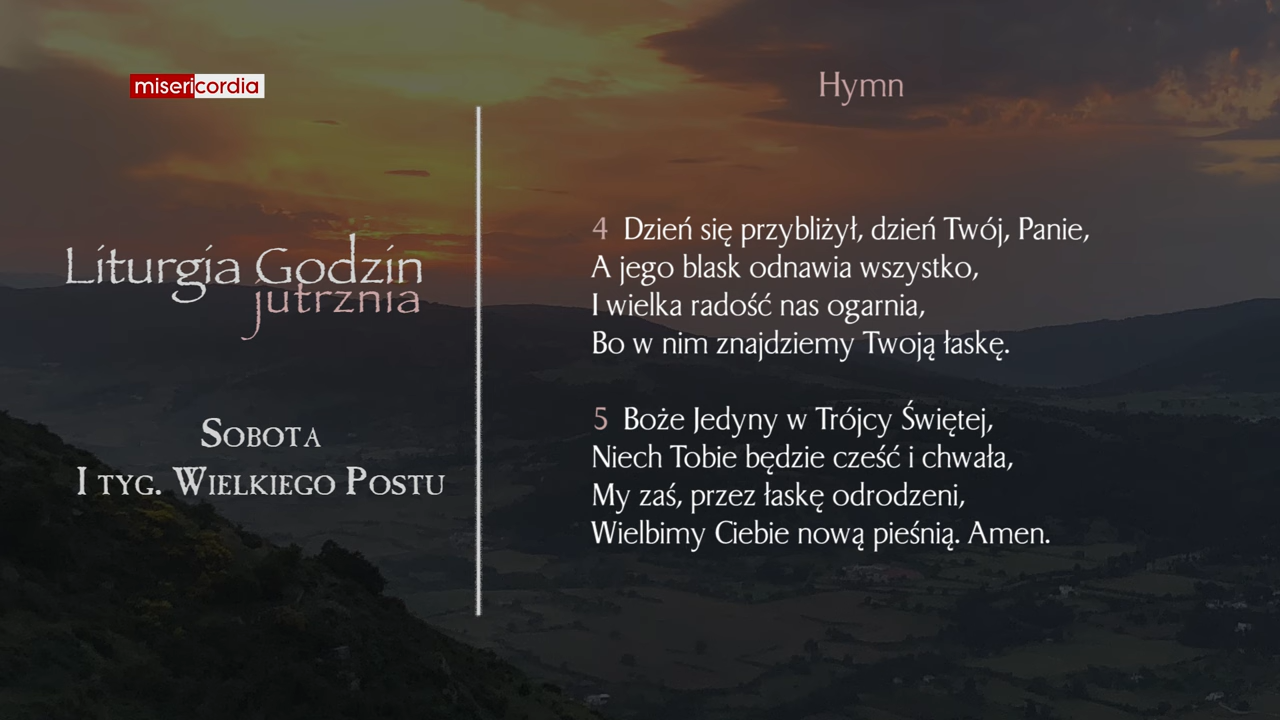 misericordia
Liturgia Godzin
jutrznia
Sobota
I tyg. Wielkiego Postu
Hymn
4 Dzień się przybliżył, dzień Twój, Panie,
A jego blask odnawia wszystko,
I wielka radość nas ogarnia,
Bo w nim znajdziemy Twoją łaskę.
5 Boże Jedyny w Trójcy Świętej,
Niech Tobie będzie cześć i chwała,
My zaś, przez łaskę odrodzeni,
Wielbimy Ciebie nową pieśnią. Amen.